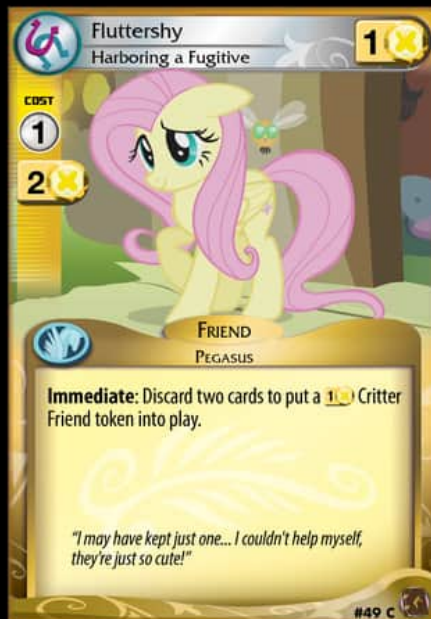 Fluttershy
Harboring a Fugitive
1
COST
1
2
FRIEND
PEGASUS
Immediate: Discard two cards to put a 1 Critter
Friend token into play.
"I may have kept just one... I couldn't help myself,
they're just so cute!"
#49 C